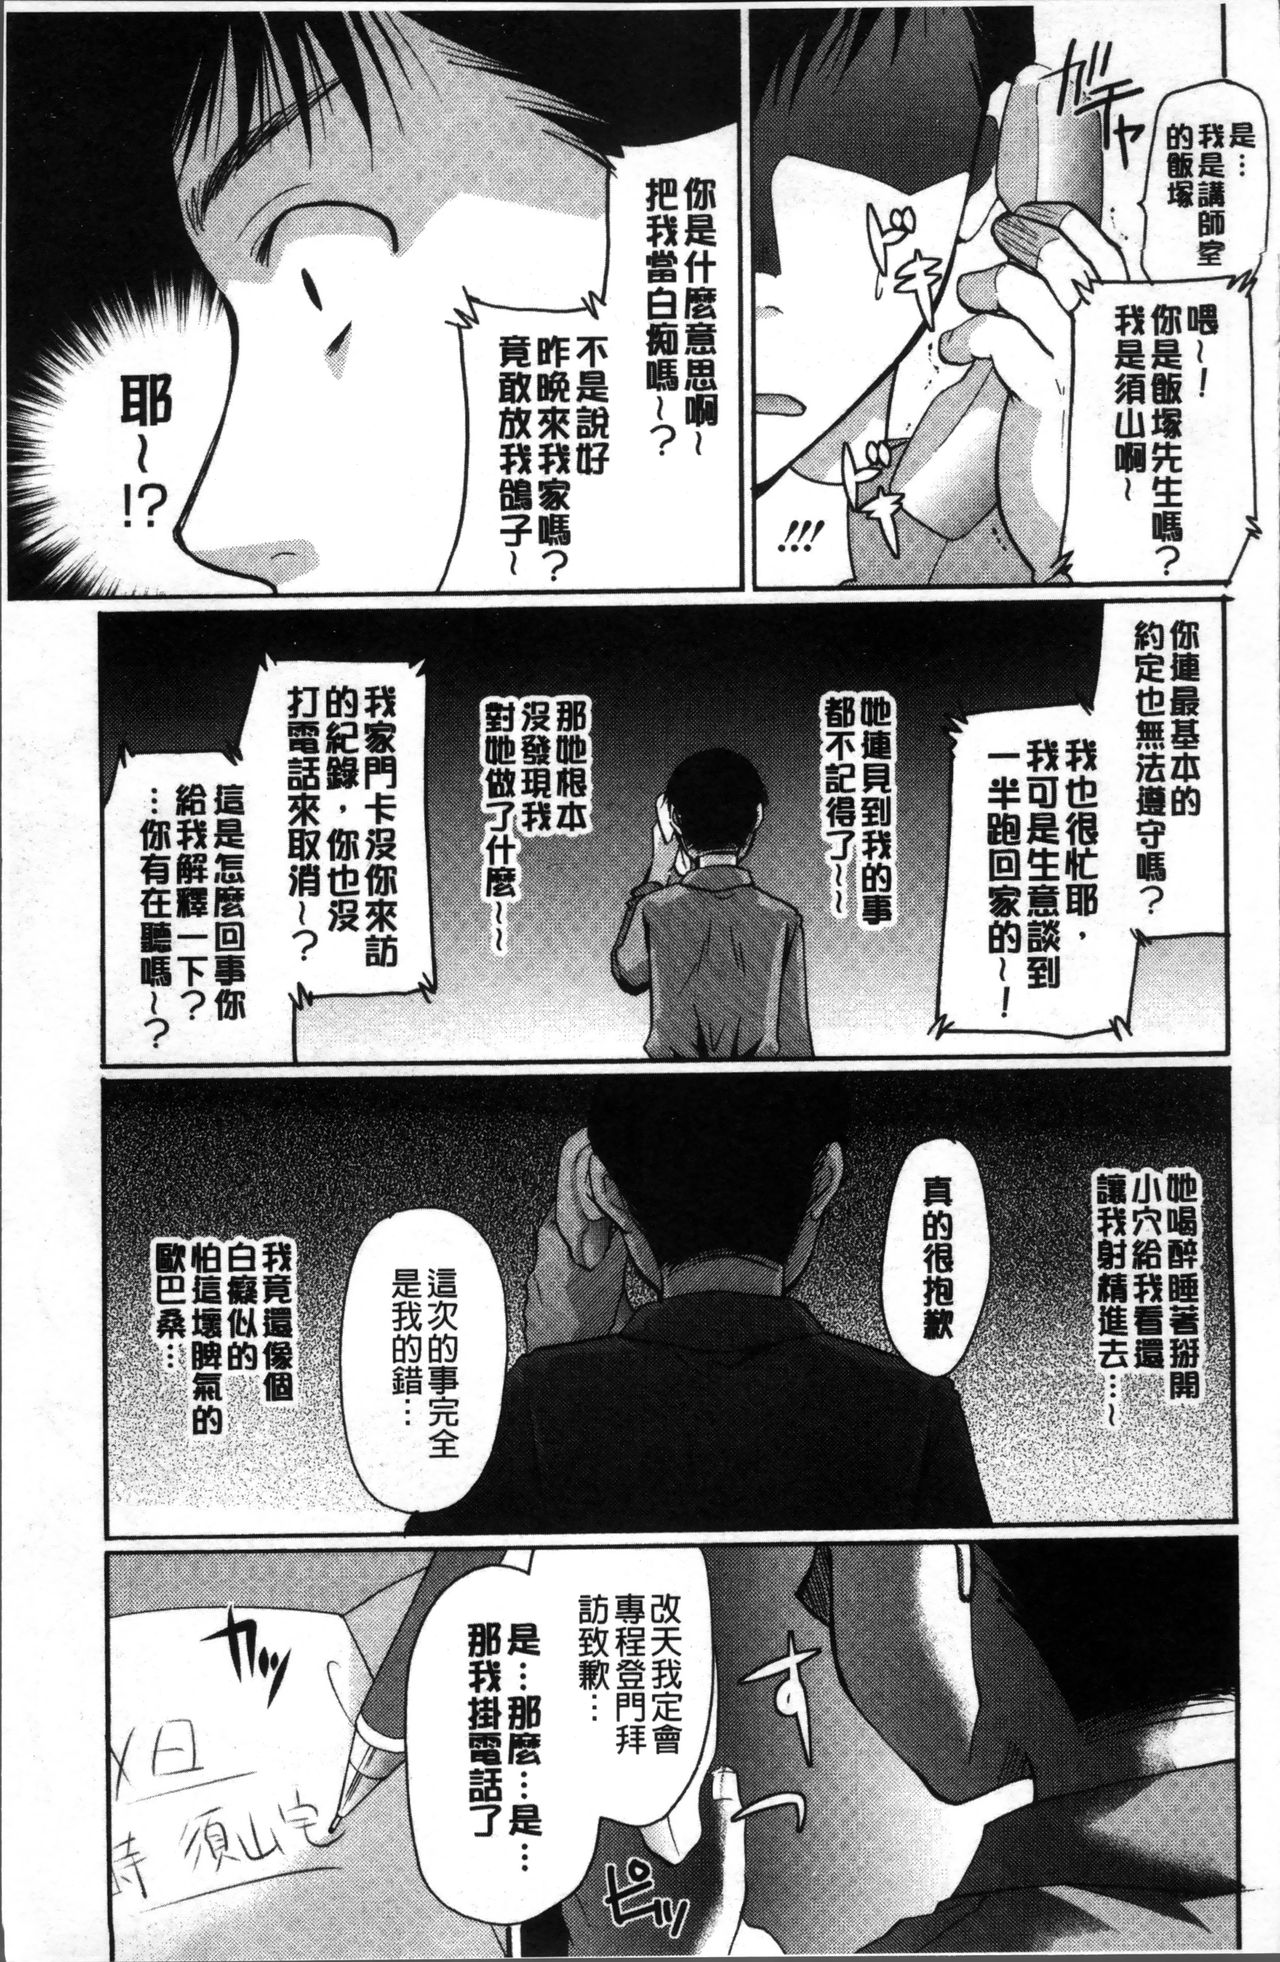 是…
我是講師室
的飯塚
ガチャ
喂～！
你是飯塚先生嗎？
我是須山啊～
ドキ
ドキ
!!!
你是什麼意思啊～
把我當白痴嗎～？
不是說好
昨晚來我家嗎？
竟敢放我鴿子～
耶～!?
你連最基本的
約定也無法遵守嗎？
我也很忙耶，
我可是生意談到
一半跑回家的～！
她連見到我的事
都不記得了～
那她根本
沒發現我
對她做了什麼～
我家門卡沒你來訪
的紀錄，你也沒
打電話來取消～？
這是怎麼回事你
給我解釋一下？
…你有在聽嗎～？
她喝醉睡著掰開
小穴給我看還
讓我射精進去…～
真的很抱歉
這次的事完全
是我的錯…
我竟還像個
白癡似的
怕這壞脾氣的
歐巴桑…
改天我定會
專程登門拜
訪致歉…
是…那麼…是…
那我掛電話了
ピッ
カッ
X日
時 須山宅